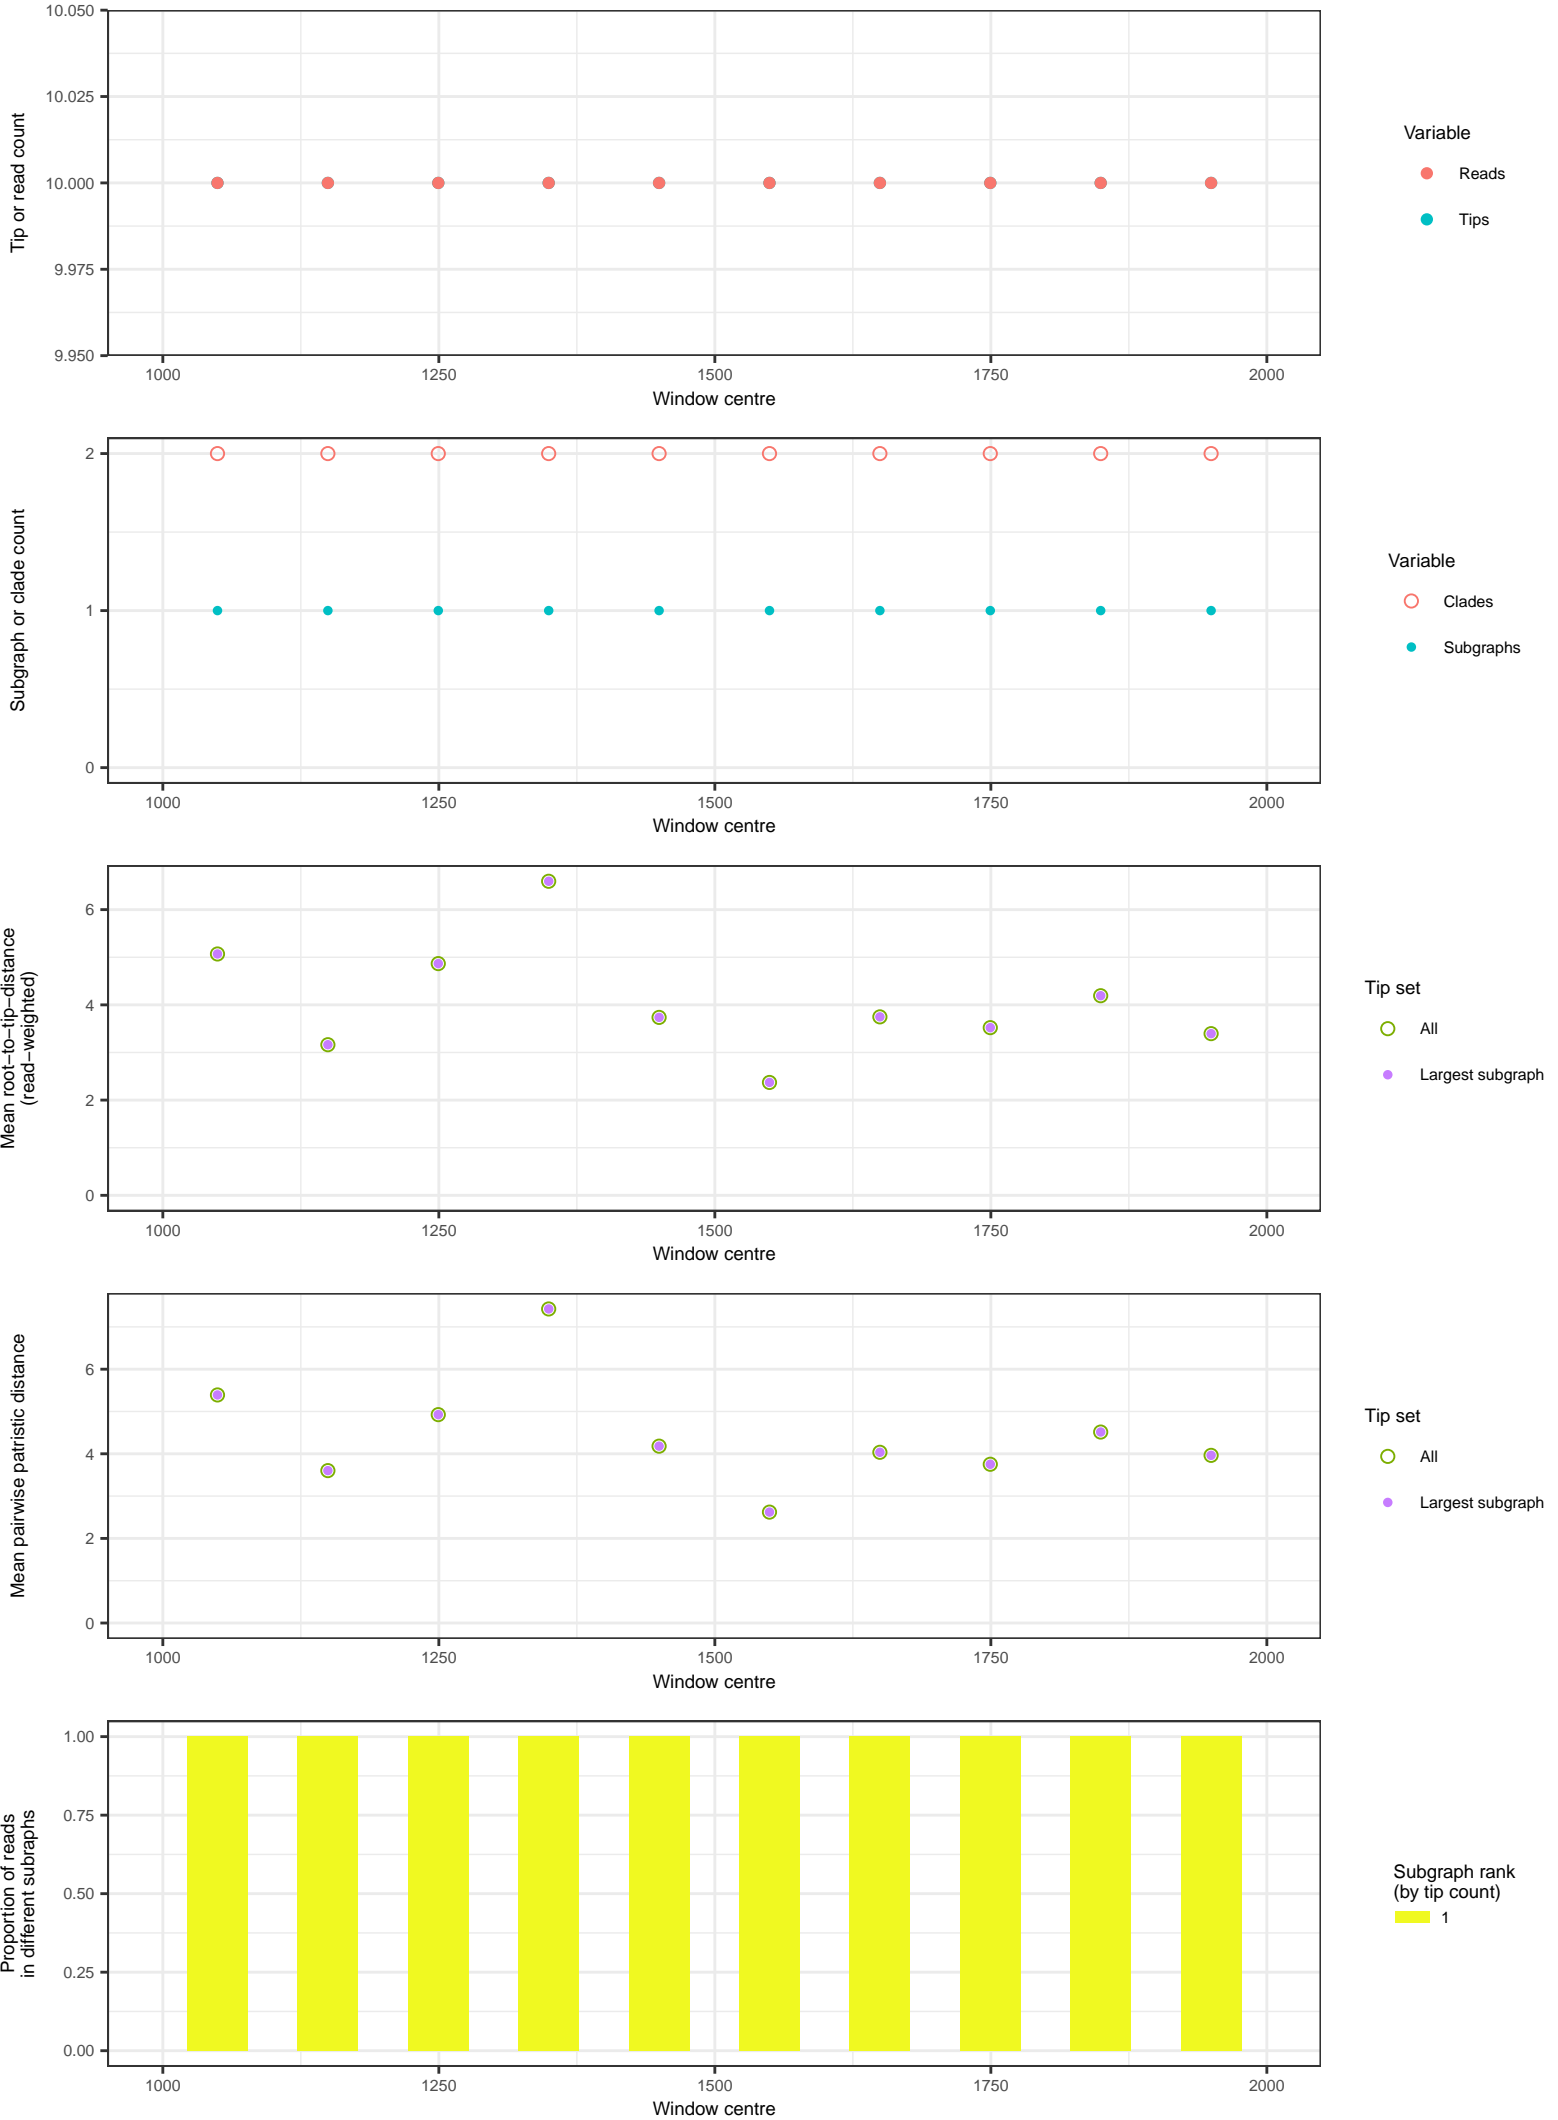 10.050
10.025
10.000
9.975
9.950
Tip or read count
1000 1250 1500 1750 2000
Window centre
Variable
Reads
Tips
2
1
0
Subgraph or clade count
1000 1250 1500 1750 2000
Window centre
Variable
Clades
Subgraphs
6
4
2
0
Mean root−to−tip−distance
(read−weighted)
1000 1250 1500 1750 2000
Window centre
Tip set
All
Largest subgraph
6
4
2
0
Mean pairwise patristic distance
1000 1250 1500 1750 2000
Window centre
Tip set
All
Largest subgraph
1.00
0.75
0.50
0.25
0.00
Proportion of reads
in different subraphs
1000 1250 1500 1750 2000
Window centre
Subgraph rank
(by tip count)
1